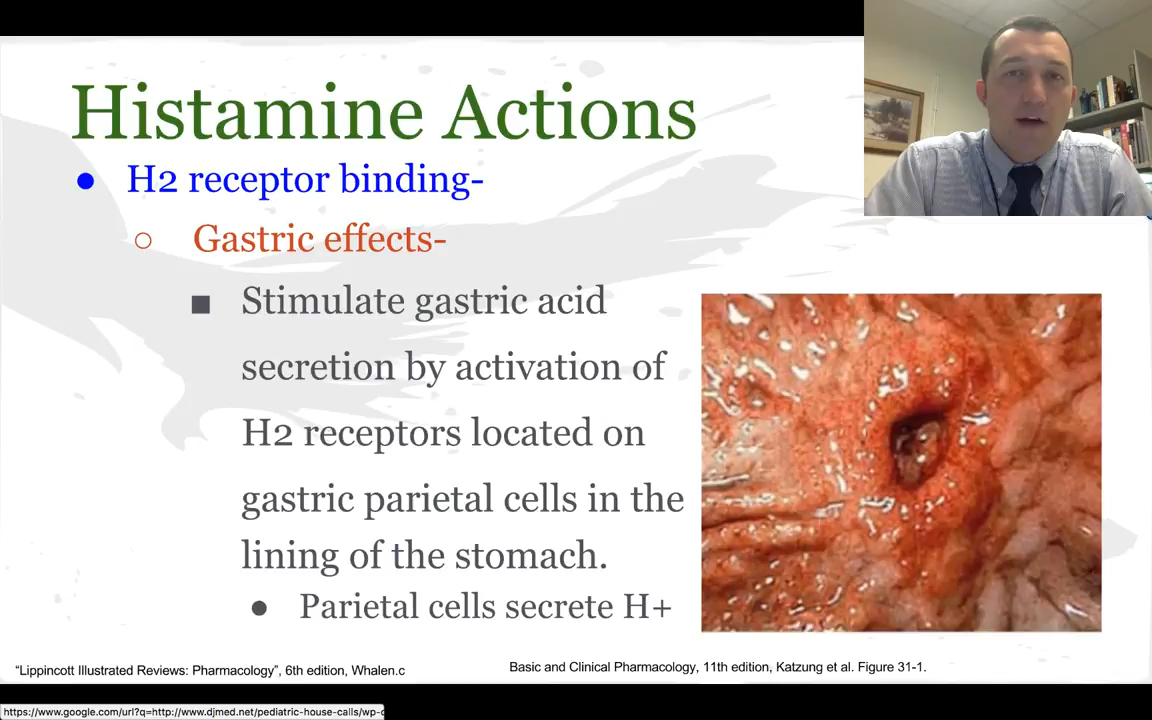 Histamine Actions
● H2 receptor binding-
○ Gastric effects-
■ Stimulate gastric acid
secretion by activation of
H2 receptors located on
gastric parietal cells in the
lining of the stomach.
● Parietal cells secrete H+
“Lippincott Illustrated Reviews: Pharmacology”, 6th edition, Whalen.c
Basic and Clinical Pharmacology, 11th edition, Katzung et al. Figure 31-1.
https://www.google.com/url?q=http://www.djmed.net/pediatric-house-calls/wp-c